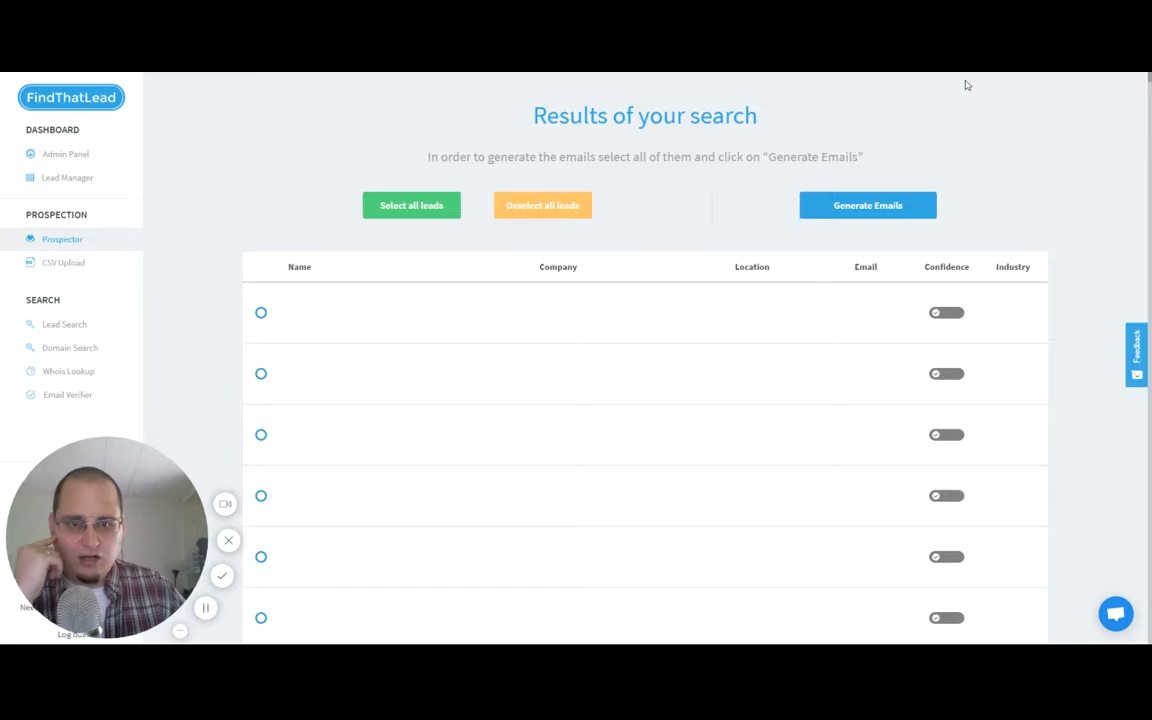 FindThatLead
DASHBOARD
Admin Panel
Lead Manager
PROSPECTION
Prospector
CSV Upload
SEARCH
Lead Search
Domain Search
Whois Lookup
Email Verifier
Results of your search
In order to generate the emails select all of them and click on “Generate Emails”
Select all leads
Deselect all leads
Generate Emails
Name Company Location Email Confidence Industry
Feedback